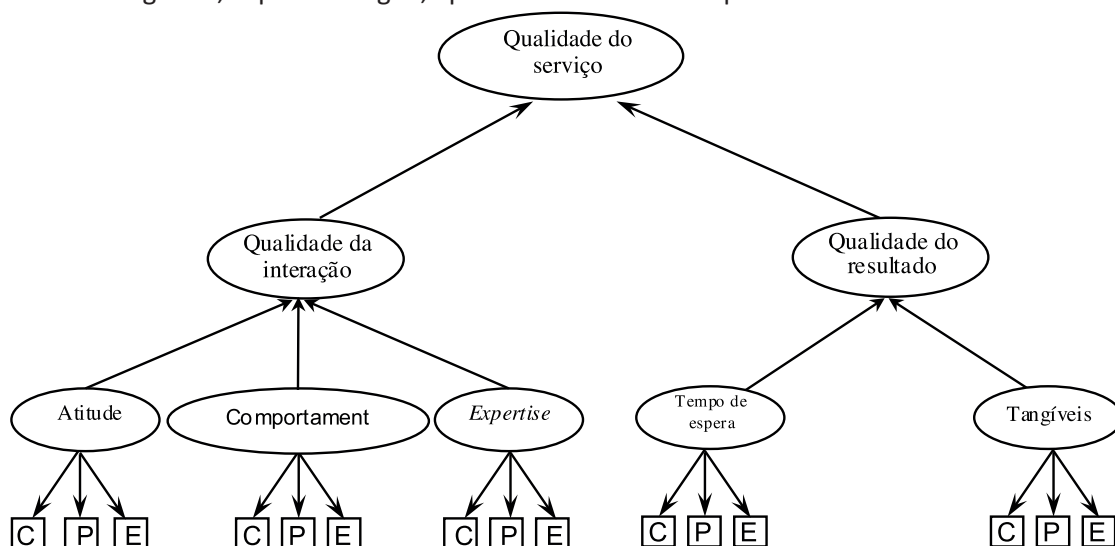 Qualidade do
serviço
Qualidade da
interação
Qualidade do
resultado
Atitude
Comportament
Expertise
Tempo de
espera
Tangíveis
C P E
C P E
C P E
C P E
C P E